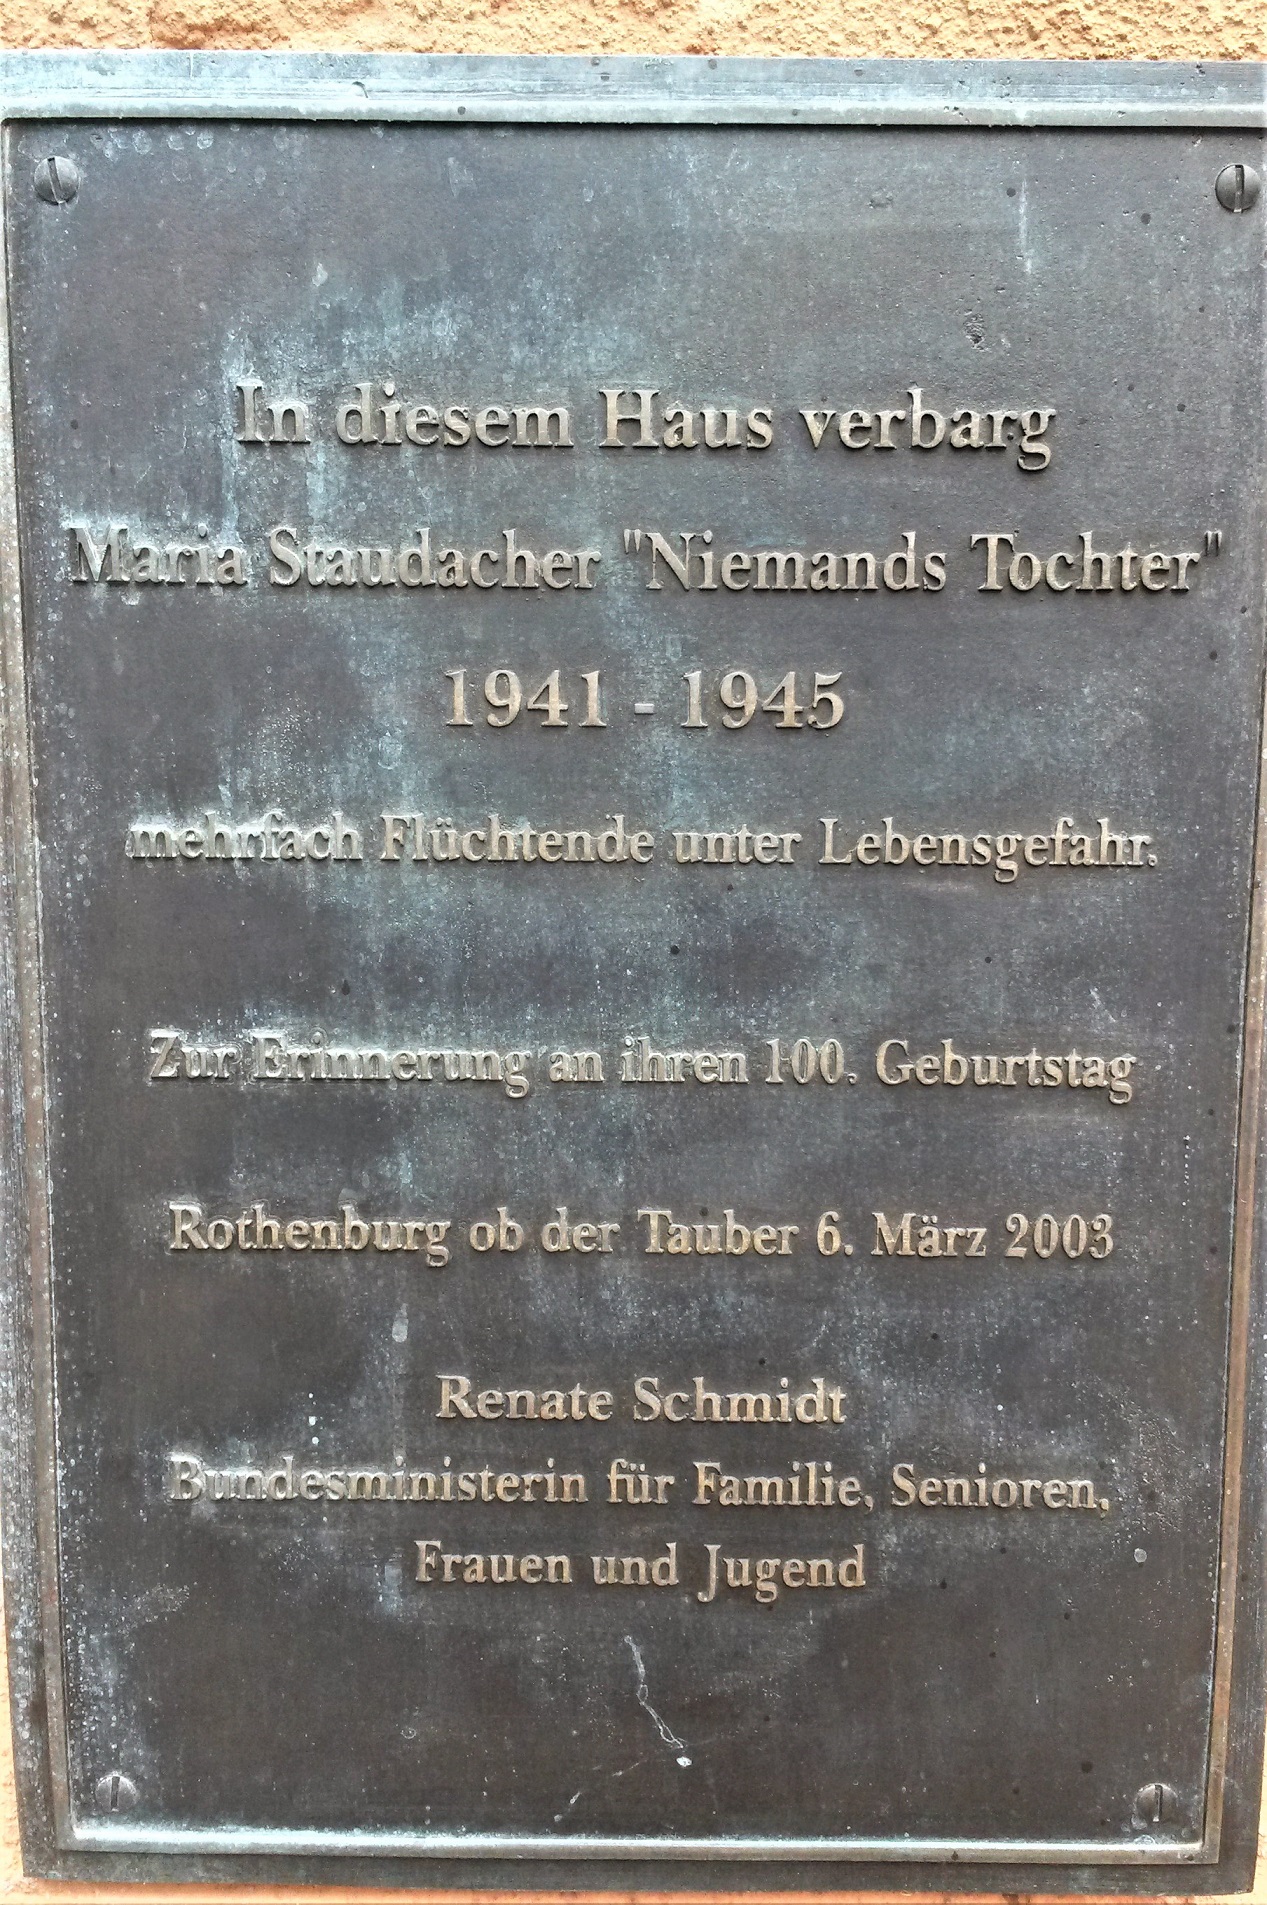 In diesem Haus verbarg
Maria Staudacher "Niemands Tochter"
1941 - 1945
mehrfach Flüchtende unter Lebensgefahr.
Zur Erinnerung an ihren 100. Geburtstag
Rothenburg ob der Tauber 6. März 2003
Renate Schmidt
Bundesministerin für Familie, Senioren,
Frauen und Jugend